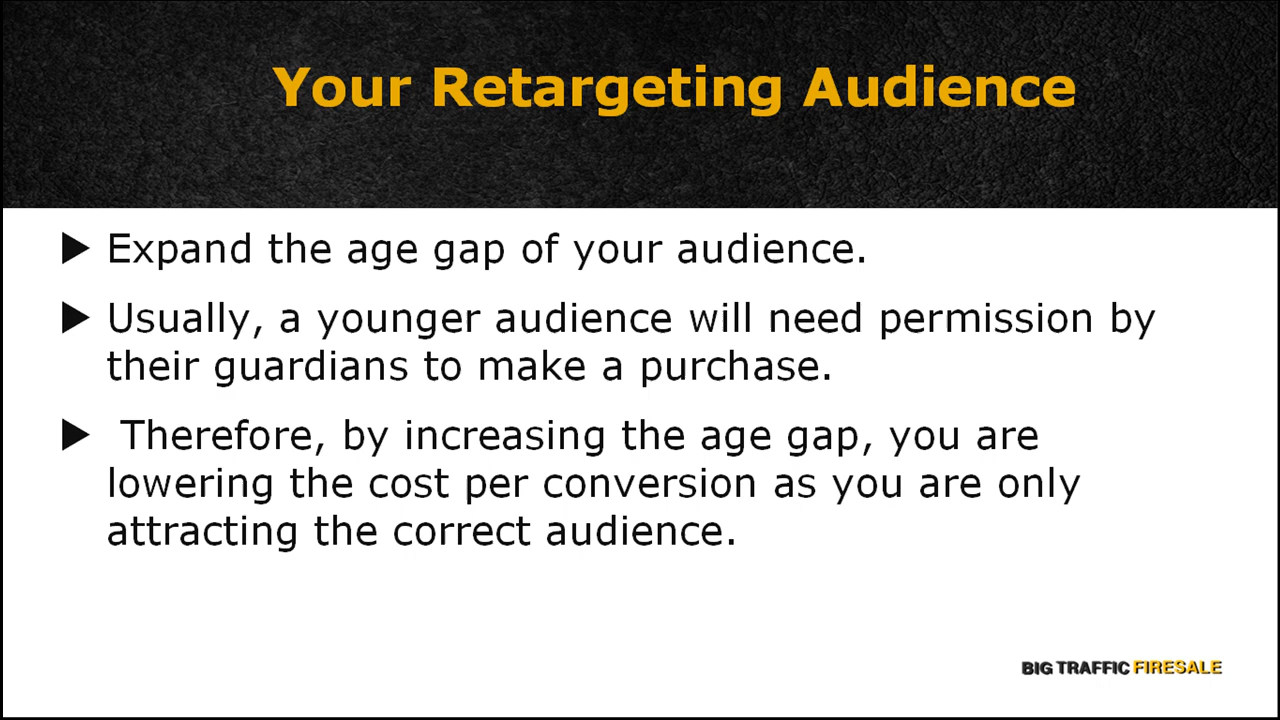 Your Retargeting Audience
Expand the age gap of your audience.
Usually, a younger audience will need permission by
their guardians to make a purchase.
Therefore, by increasing the age gap, you are
lowering the cost per conversion as you are only
attracting the correct audience.
BIG TRAFFIC FIRESALE